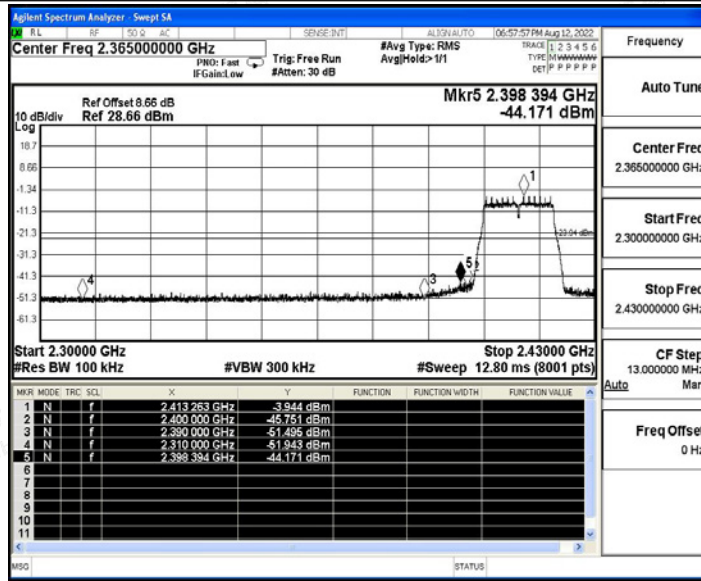 Agilent Spectrum Analyzer - Swept SA
RL RF 50 Ω AC SENSE:INT ALIGN AUTO 06:57:57 PM Aug 12, 2022
Center Freq 2.365000000 GHz
PNO: Fast
IFGain:Low
Trig: Free Run
#Atten: 30 dB
#Avg Type: RMS
Avg|Hold:> 1/1
TRACE 1 2 3 4 5 6
TYPE M
DET P P P P P P
Ref Offset 8.66 dB
Ref 28.66 dBm
10 dB/div
Log
Mkr5 2.398 394 GHz
-44.171 dBm
18.7
8.66
-1.34
-11.3
-21.3
-31.3
-41.3
-51.3
-61.3
1
-23.04 dBm
5
4
3
Start 2.30000 GHz Stop 2.43000 GHz
#Res BW 100 kHz #VBW 300 kHz #Sweep 12.80 ms (8001 pts)
MKR MODE TRC SCL X Y FUNCTION FUNCTION WIDTH FUNCTION VALUE
1 N f 2.413 263 GHz -3.944 dBm
2 N f 2.400 000 GHz -45.751 dBm
3 N f 2.390 000 GHz -51.495 dBm
4 N f 2.310 000 GHz -51.943 dBm
5 N f 2.398 394 GHz -44.171 dBm
6
7
8
9
10
11
MSG STATUS
Frequency
Auto Tune
Center Freq
2.365000000 GHz
Start Freq
2.300000000 GHz
Stop Freq
2.430000000 GHz
CF Step
13.000000 MHz
Auto Man
Freq Offset
0 Hz